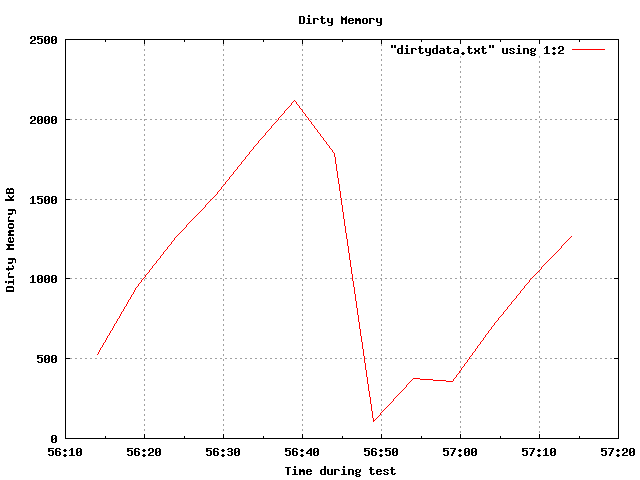 Dirty Memory
"dirtydata.txt" using 1:2
2500
2000
1500
1000
500
0
Dirty Memory kB
56:10 56:20 56:30 56:40 56:50 57:00 57:10 57:20
Time during test